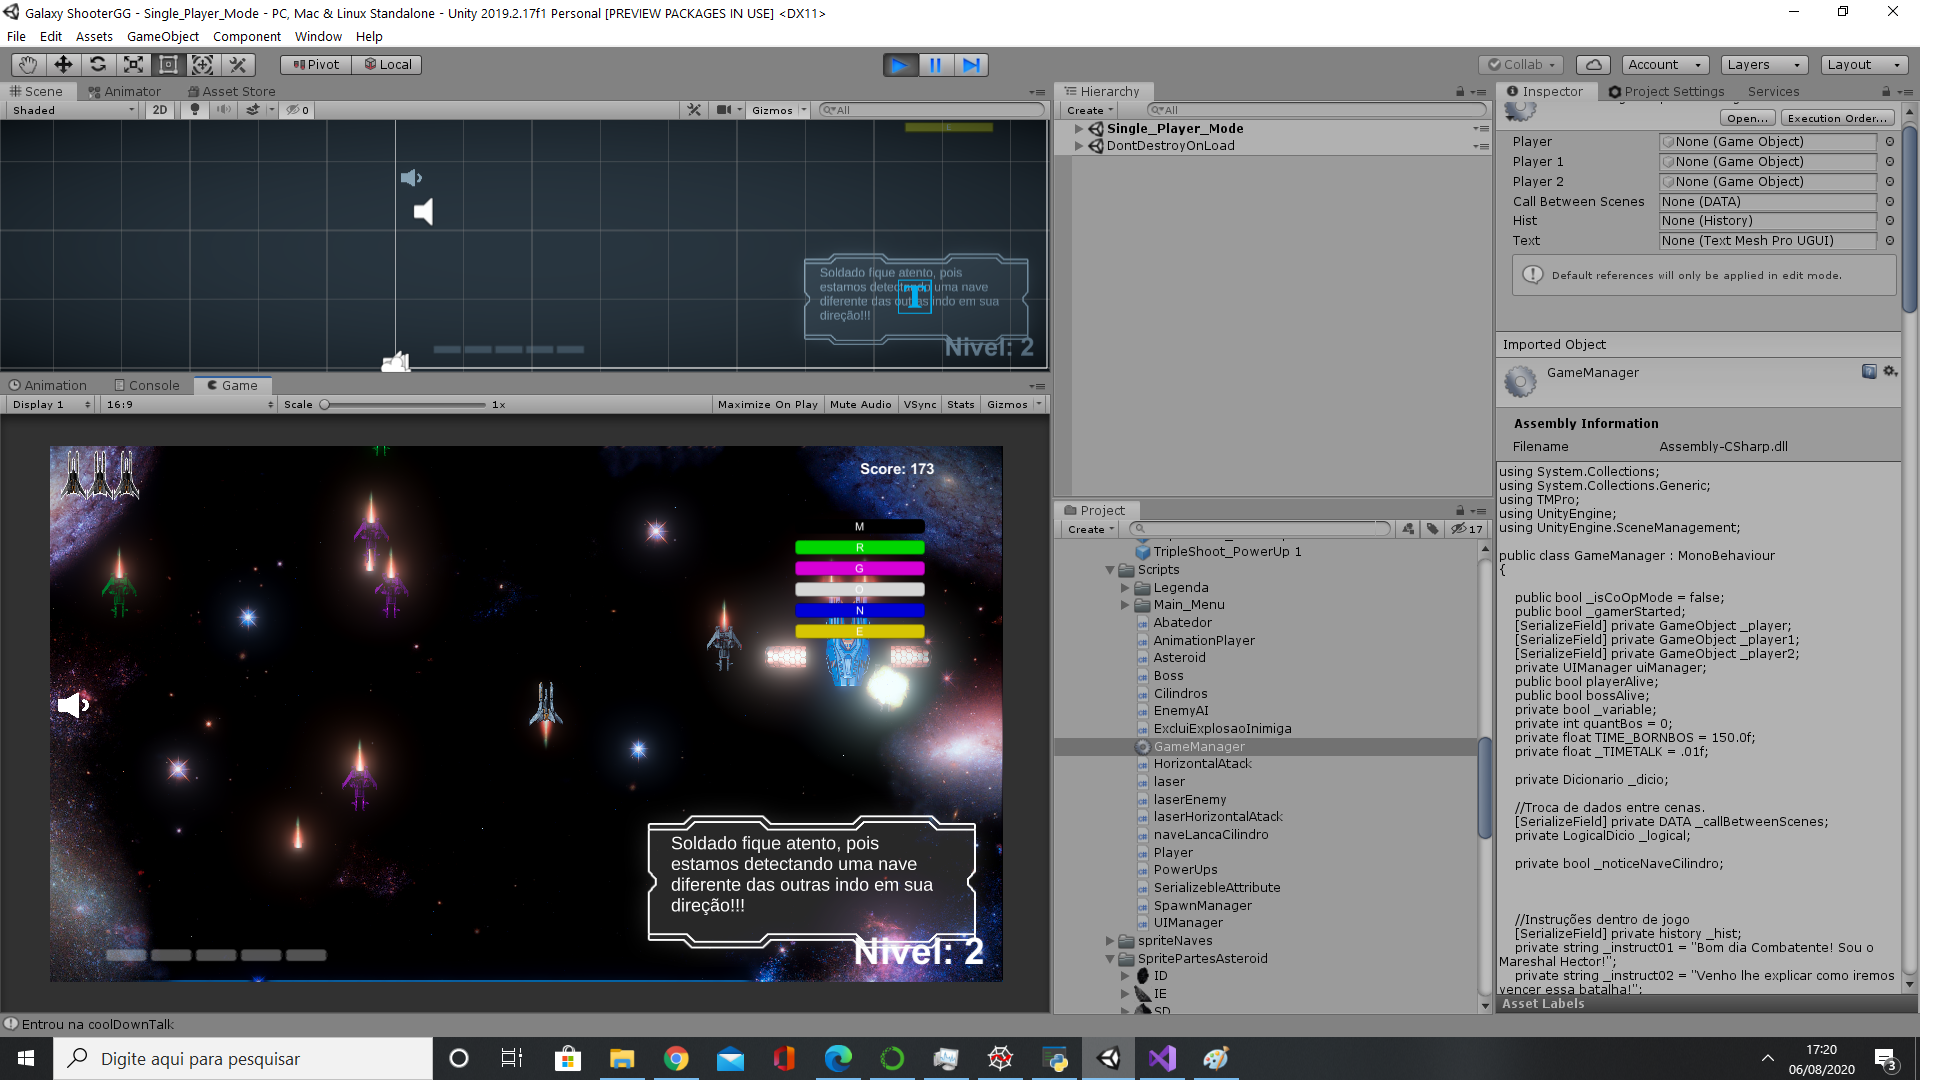 Galaxy ShooterGG - Single_Player_Mode - PC, Mac & Linux Standalone - Unity 2019.2.17f1 Personal [PREVIEW PACKAGES IN USE] <DX11>
File Edit Assets GameObject Component Window Help
Pivot Local Collab Account Layers Layout
Scene Animator Asset Store
Shaded 2D 0 Gizmos All
Soldado fique atento, pois
estamos detectando uma nave
diferente das outras indo em sua
direção!!!
Nivel: 2
Animation Console Game
Display 1 16:9 Scale 1x Maximize On Play Mute Audio VSync Stats Gizmos
Score: 173
M
R
G
O
N
E
Soldado fique atento, pois
estamos detectando uma nave
diferente das outras indo em sua
direção!!!
Nivel: 2
Hierarchy
Create All
Single_Player_Mode
DontDestroyOnLoad
Project
Create 17
TripleShoot_PowerUp 1
Scripts
Legenda
Main_Menu
Abatedor
AnimationPlayer
Asteroid
Boss
Cilindros
EnemyAI
ExcluiExplosaoInimiga
GameManager
HorizontalAtack
laser
laserEnemy
laserHorizontalAtack
naveLancaCilindro
Player
PowerUps
SerializebleAttribute
SpawnManager
UIManager
spriteNaves
SpritePartesAsteroid
ID
IE
SD
Inspector Project Settings Services
Open... Execution Order...
Player None (Game Object)
Player 1 None (Game Object)
Player 2 None (Game Object)
Call Between Scenes None (DATA)
Hist None (History)
Text None (Text Mesh Pro UGUI)
Default references will only be applied in edit mode.
Imported Object
GameManager
Assembly Information
Filename Assembly-CSharp.dll
using System.Collections;
using System.Collections.Generic;
using TMPro;
using UnityEngine;
using UnityEngine.SceneManagement;
public class GameManager : MonoBehaviour
{
public bool _isCoOpMode = false;
public bool _gamerStarted;
[SerializeField] private GameObject _player;
[SerializeField] private GameObject _player1;
[SerializeField] private GameObject _player2;
private UIManager uiManager;
public bool playerAlive;
public bool bossAlive;
private bool _variable;
private int quantBos = 0;
private float TIME_BORNBOS = 150.0f;
private float _TIMETALK = .01f;
private Dicionario _dicio;
//Troca de dados entre cenas.
[SerializeField] private DATA _callBetweenScenes;
private LogicalDicio _logical;
private bool _noticeNaveCilindro;
//Instruções dentro de jogo
[SerializeField] private history _hist;
private string _instruct01 = "Bom dia Combatente! Sou o
Mareshal Hector!";
private string _instruct02 = "Venho lhe explicar como iremos
vencer essa batalha!";
Asset Labels
Entrou na coolDownTalk
Digite aqui para pesquisar
17:20
06/08/2020
3